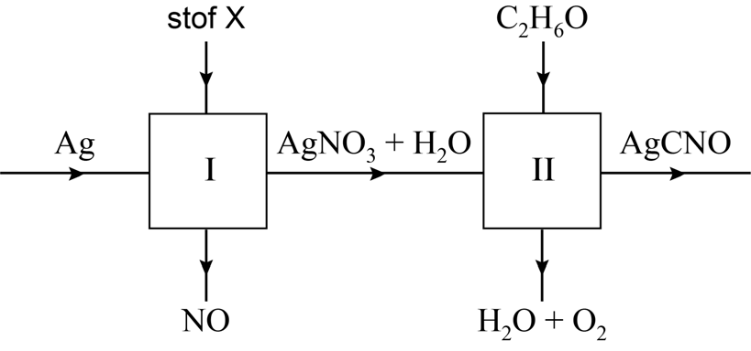 stof X
C₂H₆O
Ag
I
AgNO₃ + H₂O
II
AgCNO
NO
H₂O + O₂